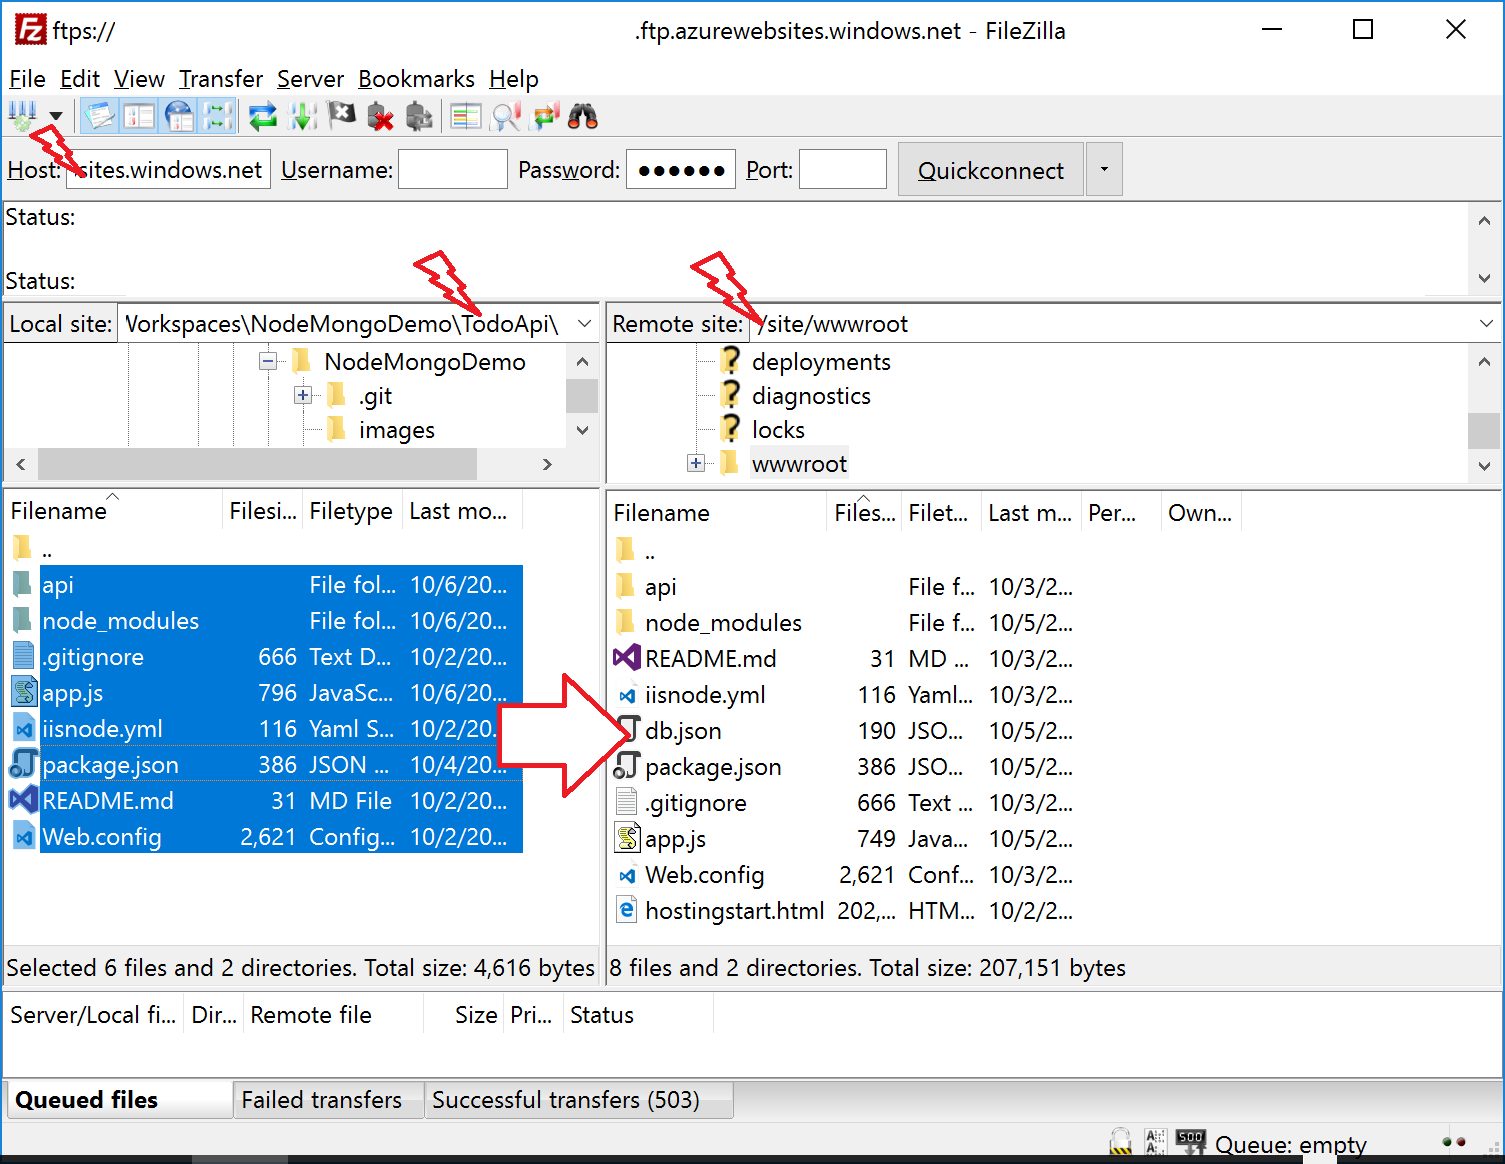 ftps:// .ftp.azurewebsites.windows.net - FileZilla
File Edit View Transfer Server Bookmarks Help
Host: sites.windows.net Username: Password: ●●●●●● Port: Quickconnect
Status:
Status:
Local site: Vorkspaces\NodeMongoDemo\TodoApi\ Remote site: /site/wwwroot
NodeMongoDemo
.git
images
deployments
diagnostics
locks
wwwroot
Filename Filesi... Filetype Last mo...
..
api File fol... 10/6/20...
node_modules File fol... 10/6/20...
.gitignore 666 Text D... 10/2/20...
app.js 796 JavaSc... 10/6/20...
iisnode.yml 116 Yaml S... 10/2/20...
package.json 386 JSON ... 10/4/20...
README.md 31 MD File 10/2/20...
Web.config 2,621 Config... 10/2/20...
Selected 6 files and 2 directories. Total size: 4,616 bytes
Filename Files... Filet... Last m... Per... Own...
..
api File f... 10/3/2...
node_modules File f... 10/5/2...
README.md 31 MD ... 10/3/2...
iisnode.yml 116 Yaml... 10/3/2...
db.json 190 JSO... 10/5/2...
package.json 386 JSO... 10/5/2...
.gitignore 666 Text ... 10/3/2...
app.js 749 Java... 10/5/2...
Web.config 2,621 Conf... 10/3/2...
hostingstart.html 202,... HTM... 10/2/2...
8 files and 2 directories. Total size: 207,151 bytes
Server/Local fi... Dir... Remote file Size Pri... Status
Queued files Failed transfers Successful transfers (503)
Queue: empty